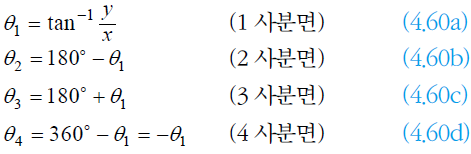 θ₁ = tan⁻¹ y/x (1 사분면) (4.60a)
θ₂ = 180° − θ₁ (2 사분면) (4.60b)
θ₃ = 180° + θ₁ (3 사분면) (4.60c)
θ₄ = 360° − θ₁ = −θ₁ (4 사분면) (4.60d)